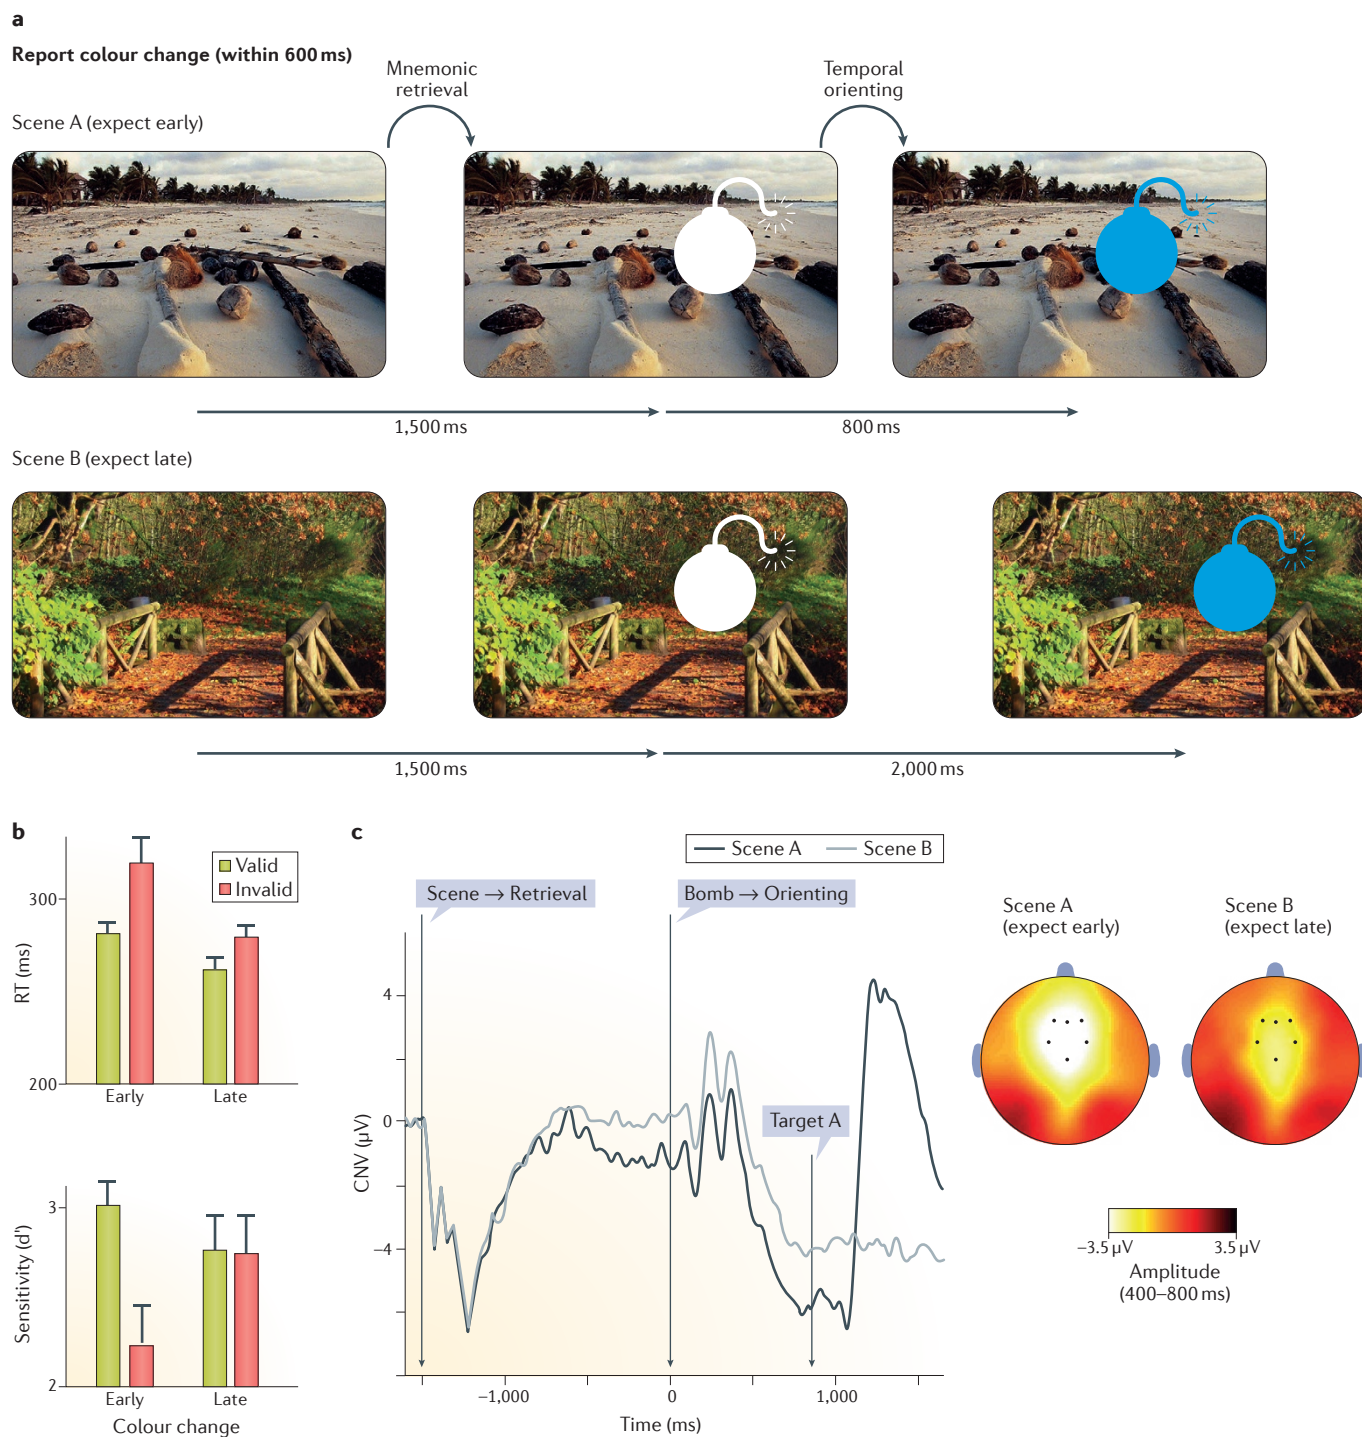 a
Report colour change (within 600 ms)
Mnemonic
retrieval
Temporal
orienting
Scene A (expect early)
1,500 ms
800 ms
Scene B (expect late)
1,500 ms
2,000 ms
b
RT (ms)
300
200
Valid
Invalid
Early
Late
Sensitivity (d')
3
2
Early
Late
Colour change
c
Scene A
Scene B
Scene → Retrieval
Bomb → Orienting
Target A
CNV (µV)
4
0
−4
−1,000
0
1,000
Time (ms)
Scene A
(expect early)
Scene B
(expect late)
−3.5 µV
3.5 µV
Amplitude
(400–800 ms)